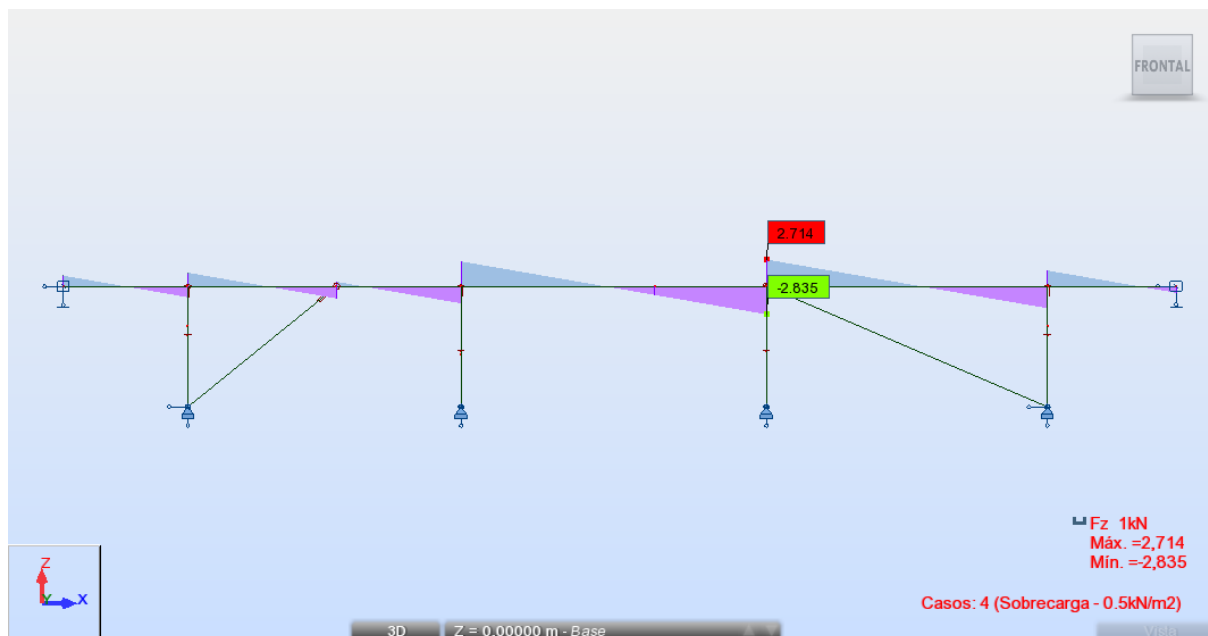 FRONTAL
2.714
-2.835
Fz 1kN
Máx. =2,714
Mín. =-2,835
Casos: 4 (Sobrecarga - 0.5kN/m2)
Z
Y
X
3D
Z = 0.00000 m - Base
Vista